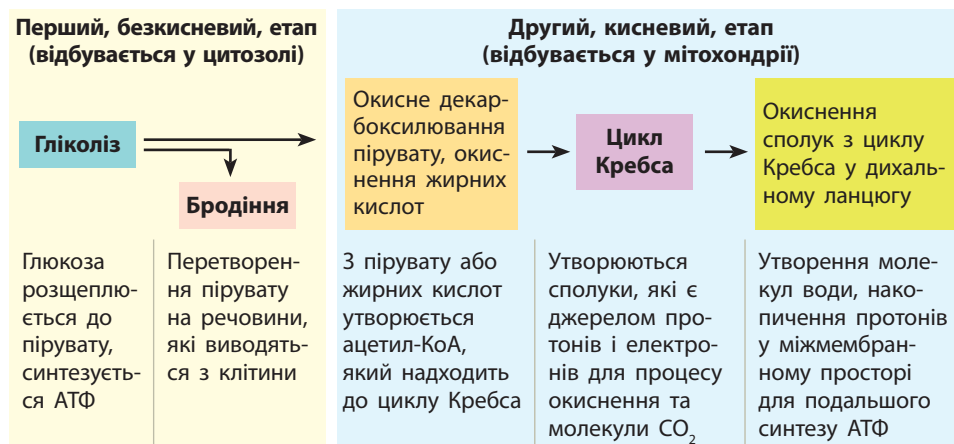 Перший, безкисневий, етап
(відбувається у цитозолі)
Другий, кисневий, етап
(відбувається у мітохондрії)
Гліколіз
Бродіння
Окисне декар-
боксилювання
пірувату, окис-
нення жирних
кислот
Цикл
Кребса
Окиснення
сполук з циклу
Кребса у дихаль-
ному ланцюгу
Глюкоза
розщеплю-
ється до
пірувату,
синтезуєть-
ся АТФ
Перетворен-
ня пірувату
на речовини,
які виводять-
ся з клітини
З пірувату або
жирних кислот
утворюється
ацетил-КоА,
який надходить
до циклу Кребса
Утворюються
сполуки, які є
джерелом про-
тонів і електро-
нів для процесу
окиснення та
молекули CO₂
Утворення моле-
кул води, нако-
пичення протонів
у міжмембран-
ному просторі
для подальшого
синтезу АТФ